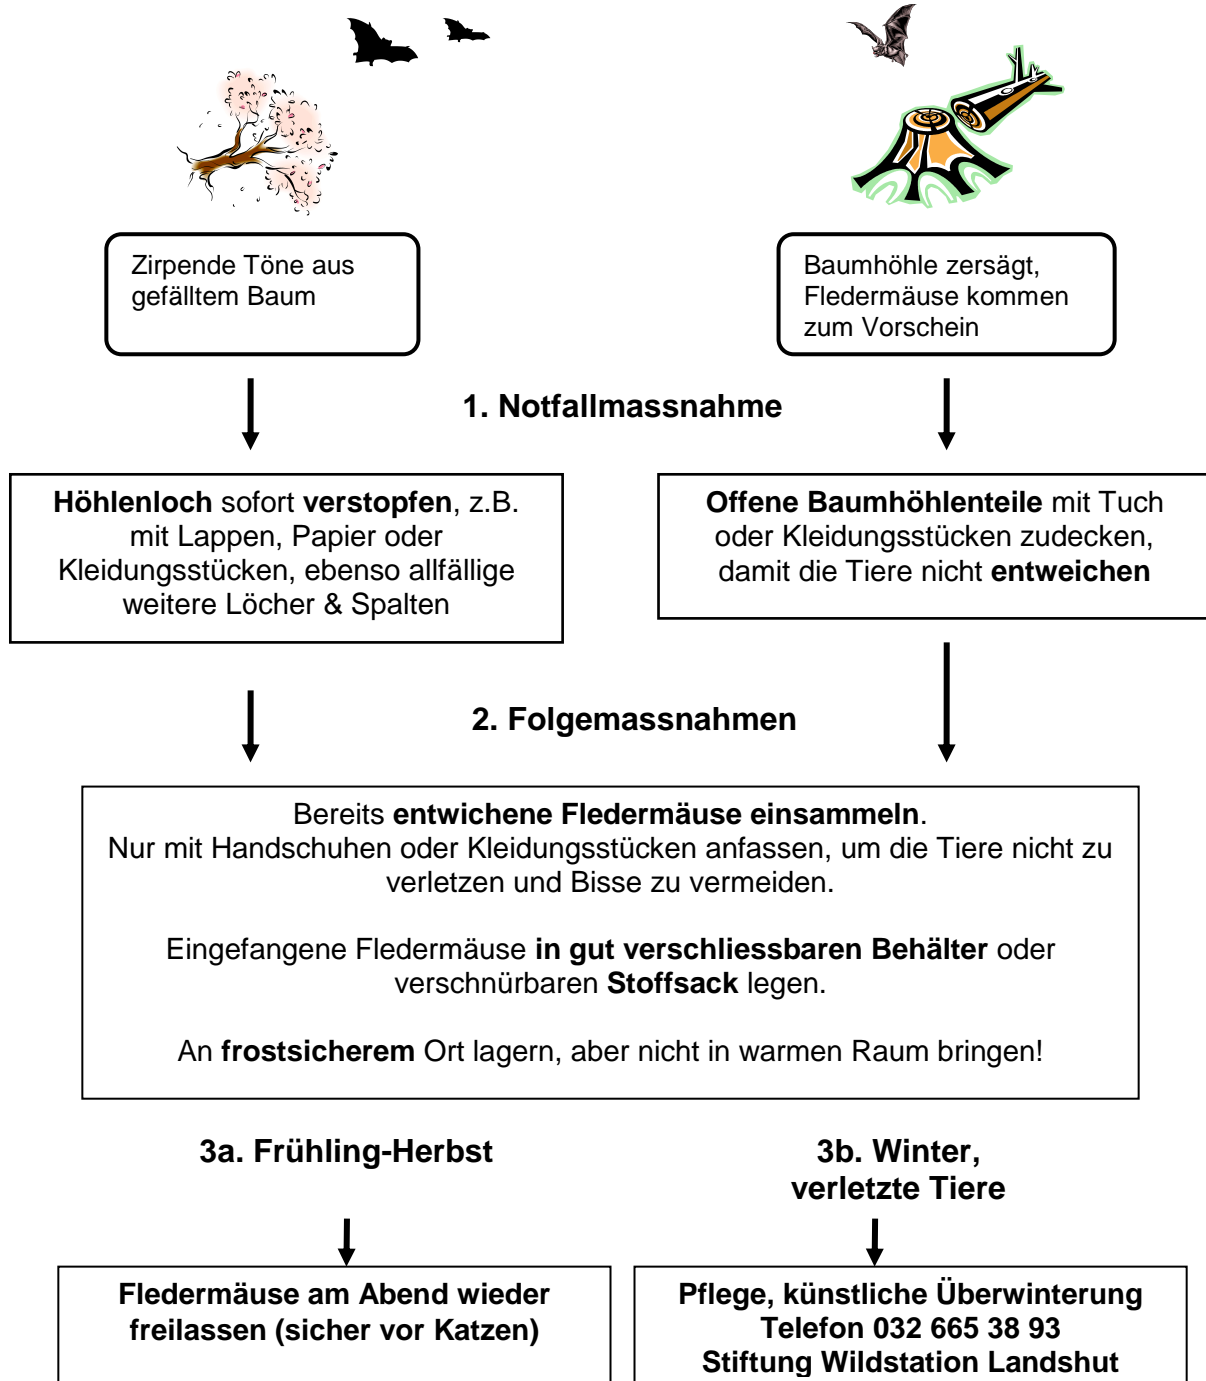 Zirpende Töne aus
gefälltem Baum
Baumhöhle zersägt,
Fledermäuse kommen
zum Vorschein
1. Notfallmassnahme
Höhlenloch sofort verstopfen, z.B.
mit Lappen, Papier oder
Kleidungsstücken, ebenso allfällige
weitere Löcher & Spalten
Offene Baumhöhlenteile mit Tuch
oder Kleidungsstücken zudecken,
damit die Tiere nicht entweichen
2. Folgemassnahmen
Bereits entwichene Fledermäuse einsammeln.
Nur mit Handschuhen oder Kleidungsstücken anfassen, um die Tiere nicht zu
verletzen und Bisse zu vermeiden.
Eingefangene Fledermäuse in gut verschliessbaren Behälter oder
verschnürbaren Stoffsack legen.
An frostsicherem Ort lagern, aber nicht in warmen Raum bringen!
3a. Frühling-Herbst
3b. Winter,
verletzte Tiere
Fledermäuse am Abend wieder
freilassen (sicher vor Katzen)
Pflege, künstliche Überwinterung
Telefon 032 665 38 93
Stiftung Wildstation Landshut